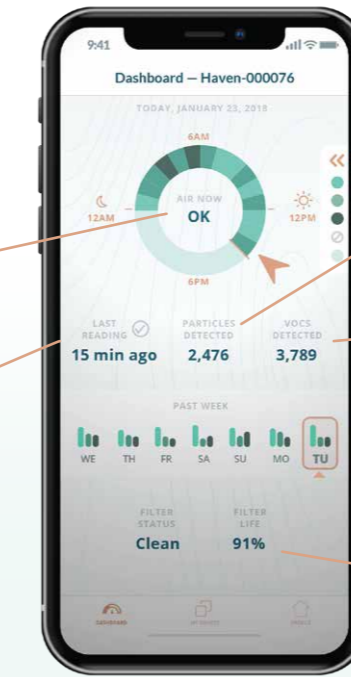 9:41
Dashboard — Haven-000076
TODAY, JANUARY 23, 2018
6AM
AIR NOW
OK
12AM
12PM
6PM
LAST
READING
15 min ago
PARTICLES
DETECTED
2,476
VOCS
DETECTED
3,789
PAST WEEK
WE TH FR SA SU MO TU
FILTER
STATUS
Clean
FILTER
LIFE
91%
DASHBOARD